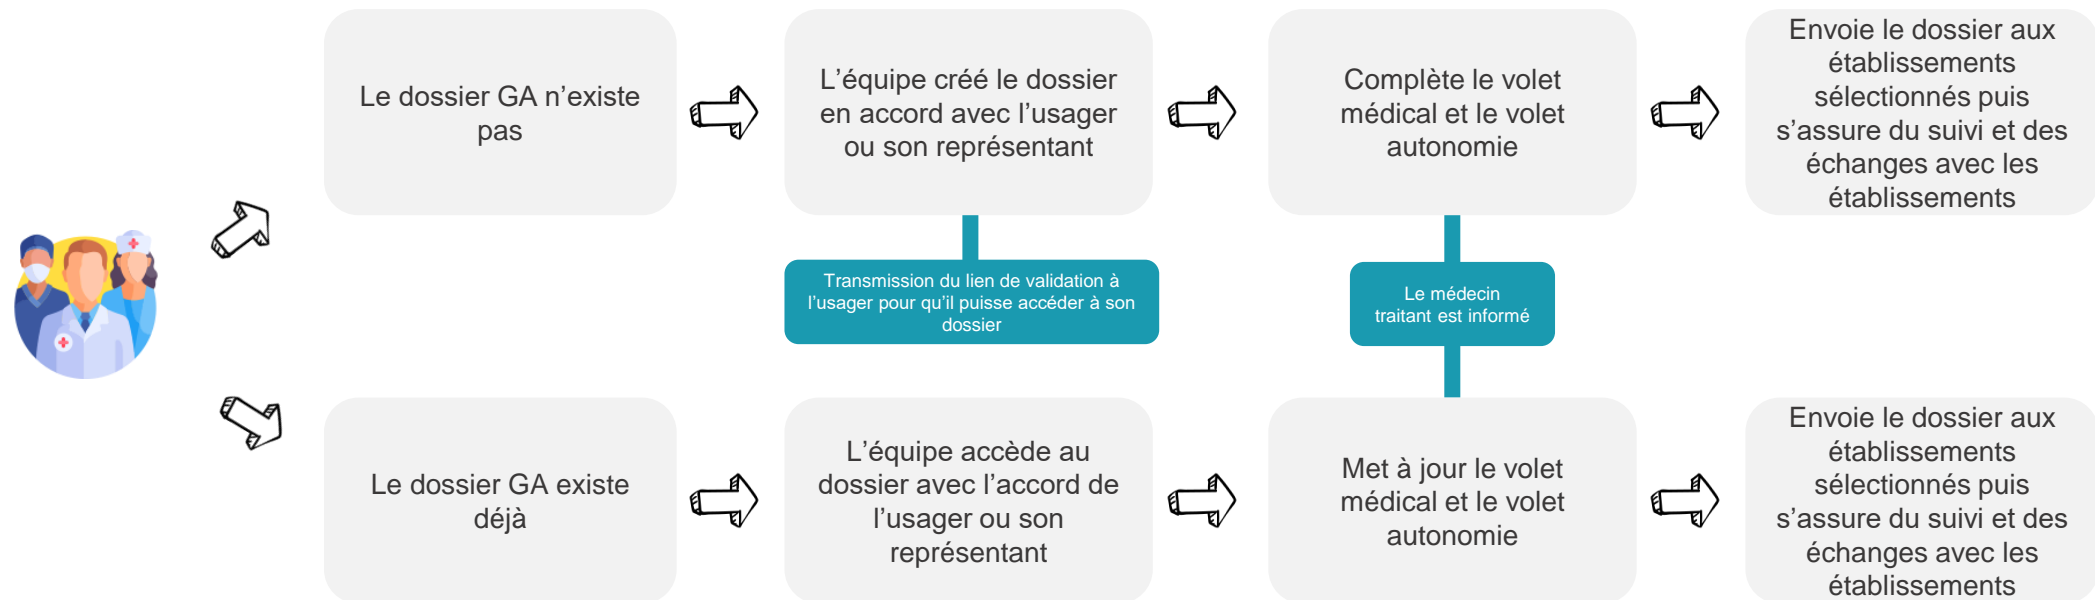 Le dossier GA n’existe
pas
L’équipe créé le dossier
en accord avec l’usager
ou son représentant
Complète le volet
médical et le volet
autonomie
Envoie le dossier aux
établissements
sélectionnés puis
s’assure du suivi et des
échanges avec les
établissements
Transmission du lien de validation à
l’usager pour qu’il puisse accéder à son
dossier
Le médecin
traitant est informé
Le dossier GA existe
déjà
L’équipe accède au
dossier avec l’accord de
l’usager ou son
représentant
Met à jour le volet
médical et le volet
autonomie
Envoie le dossier aux
établissements
sélectionnés puis
s’assure du suivi et des
échanges avec les
établissements